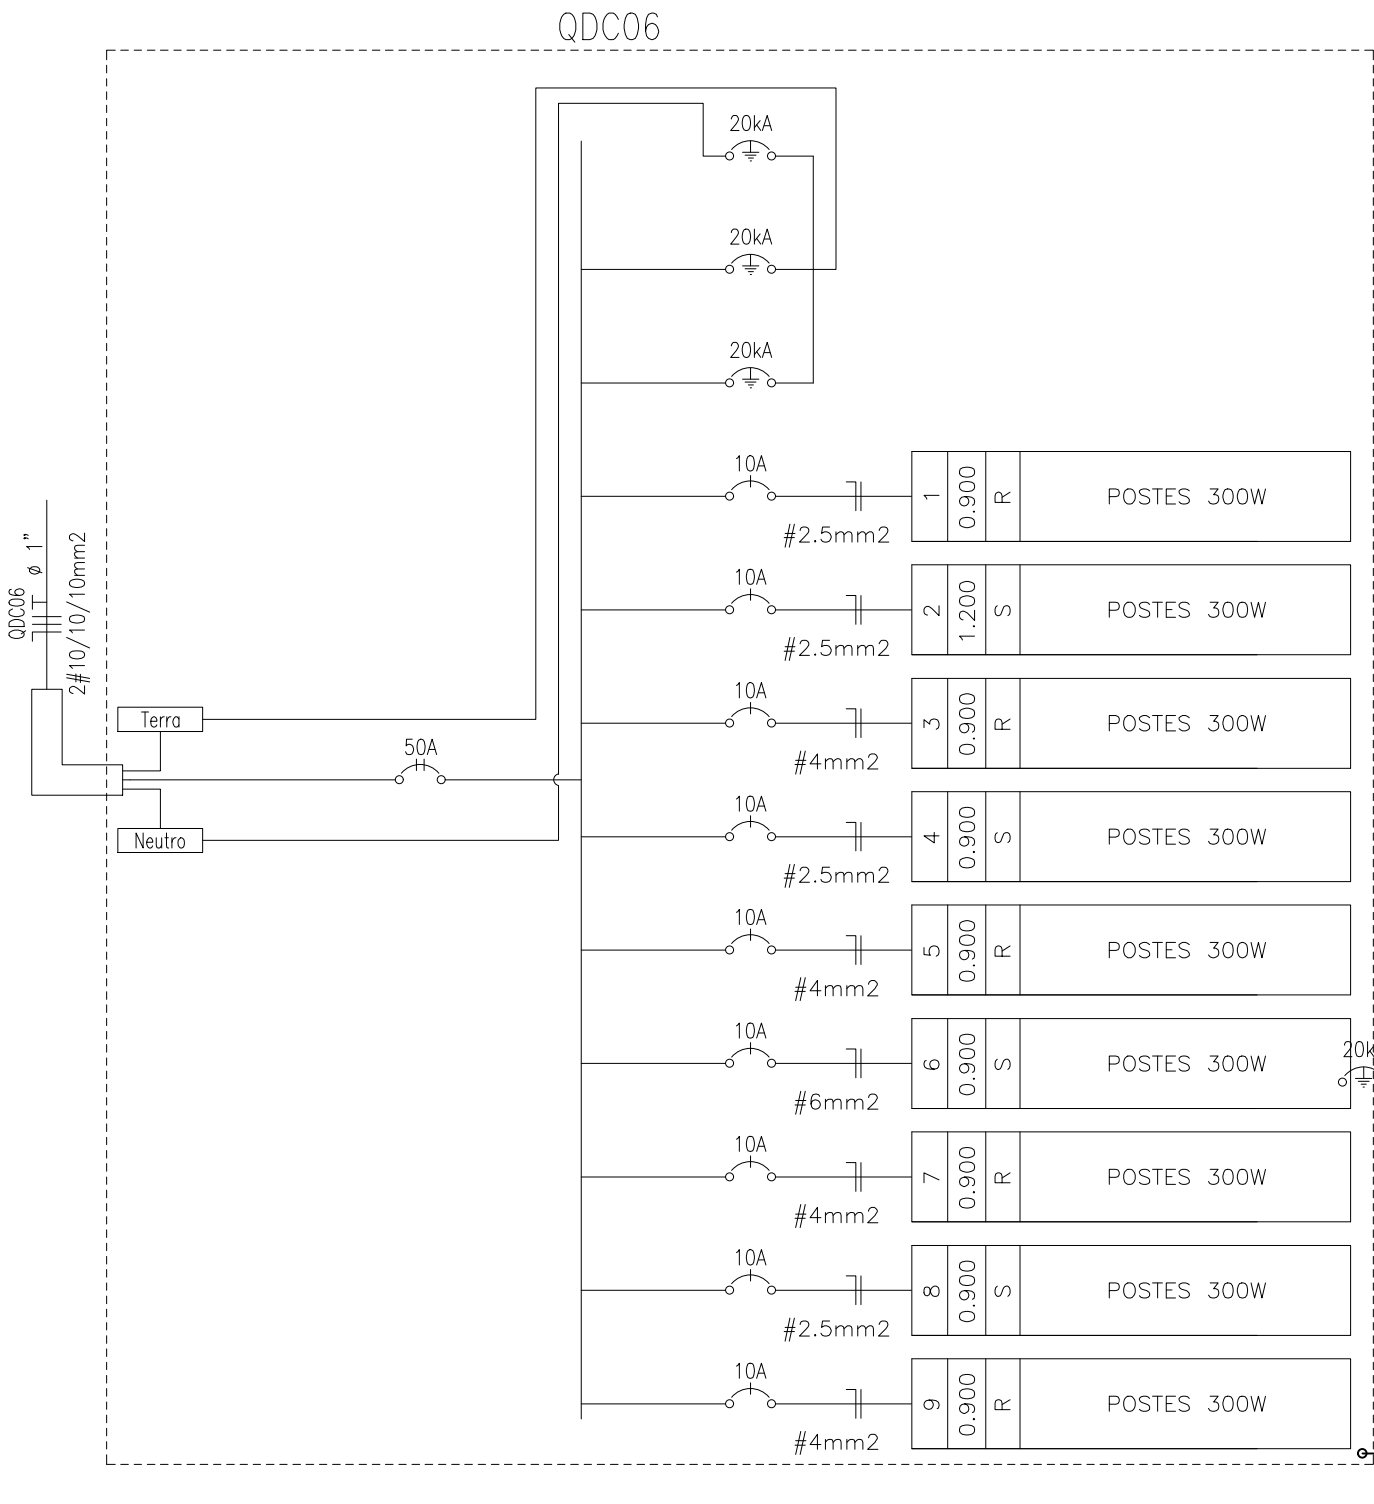 QDC06
20kA
20kA
20kA
10A
#2.5mm2
1
0.900
R
POSTES 300W
10A
#2.5mm2
2
1.200
S
POSTES 300W
10A
#4mm2
3
0.900
R
POSTES 300W
10A
#2.5mm2
4
0.900
S
POSTES 300W
10A
#4mm2
5
0.900
R
POSTES 300W
10A
#6mm2
6
0.900
S
POSTES 300W
20k
10A
#4mm2
7
0.900
R
POSTES 300W
10A
#2.5mm2
8
0.900
S
POSTES 300W
10A
#4mm2
9
0.900
R
POSTES 300W
QDC06
ø 1"
2#10/10/10mm2
Terra
50A
Neutro